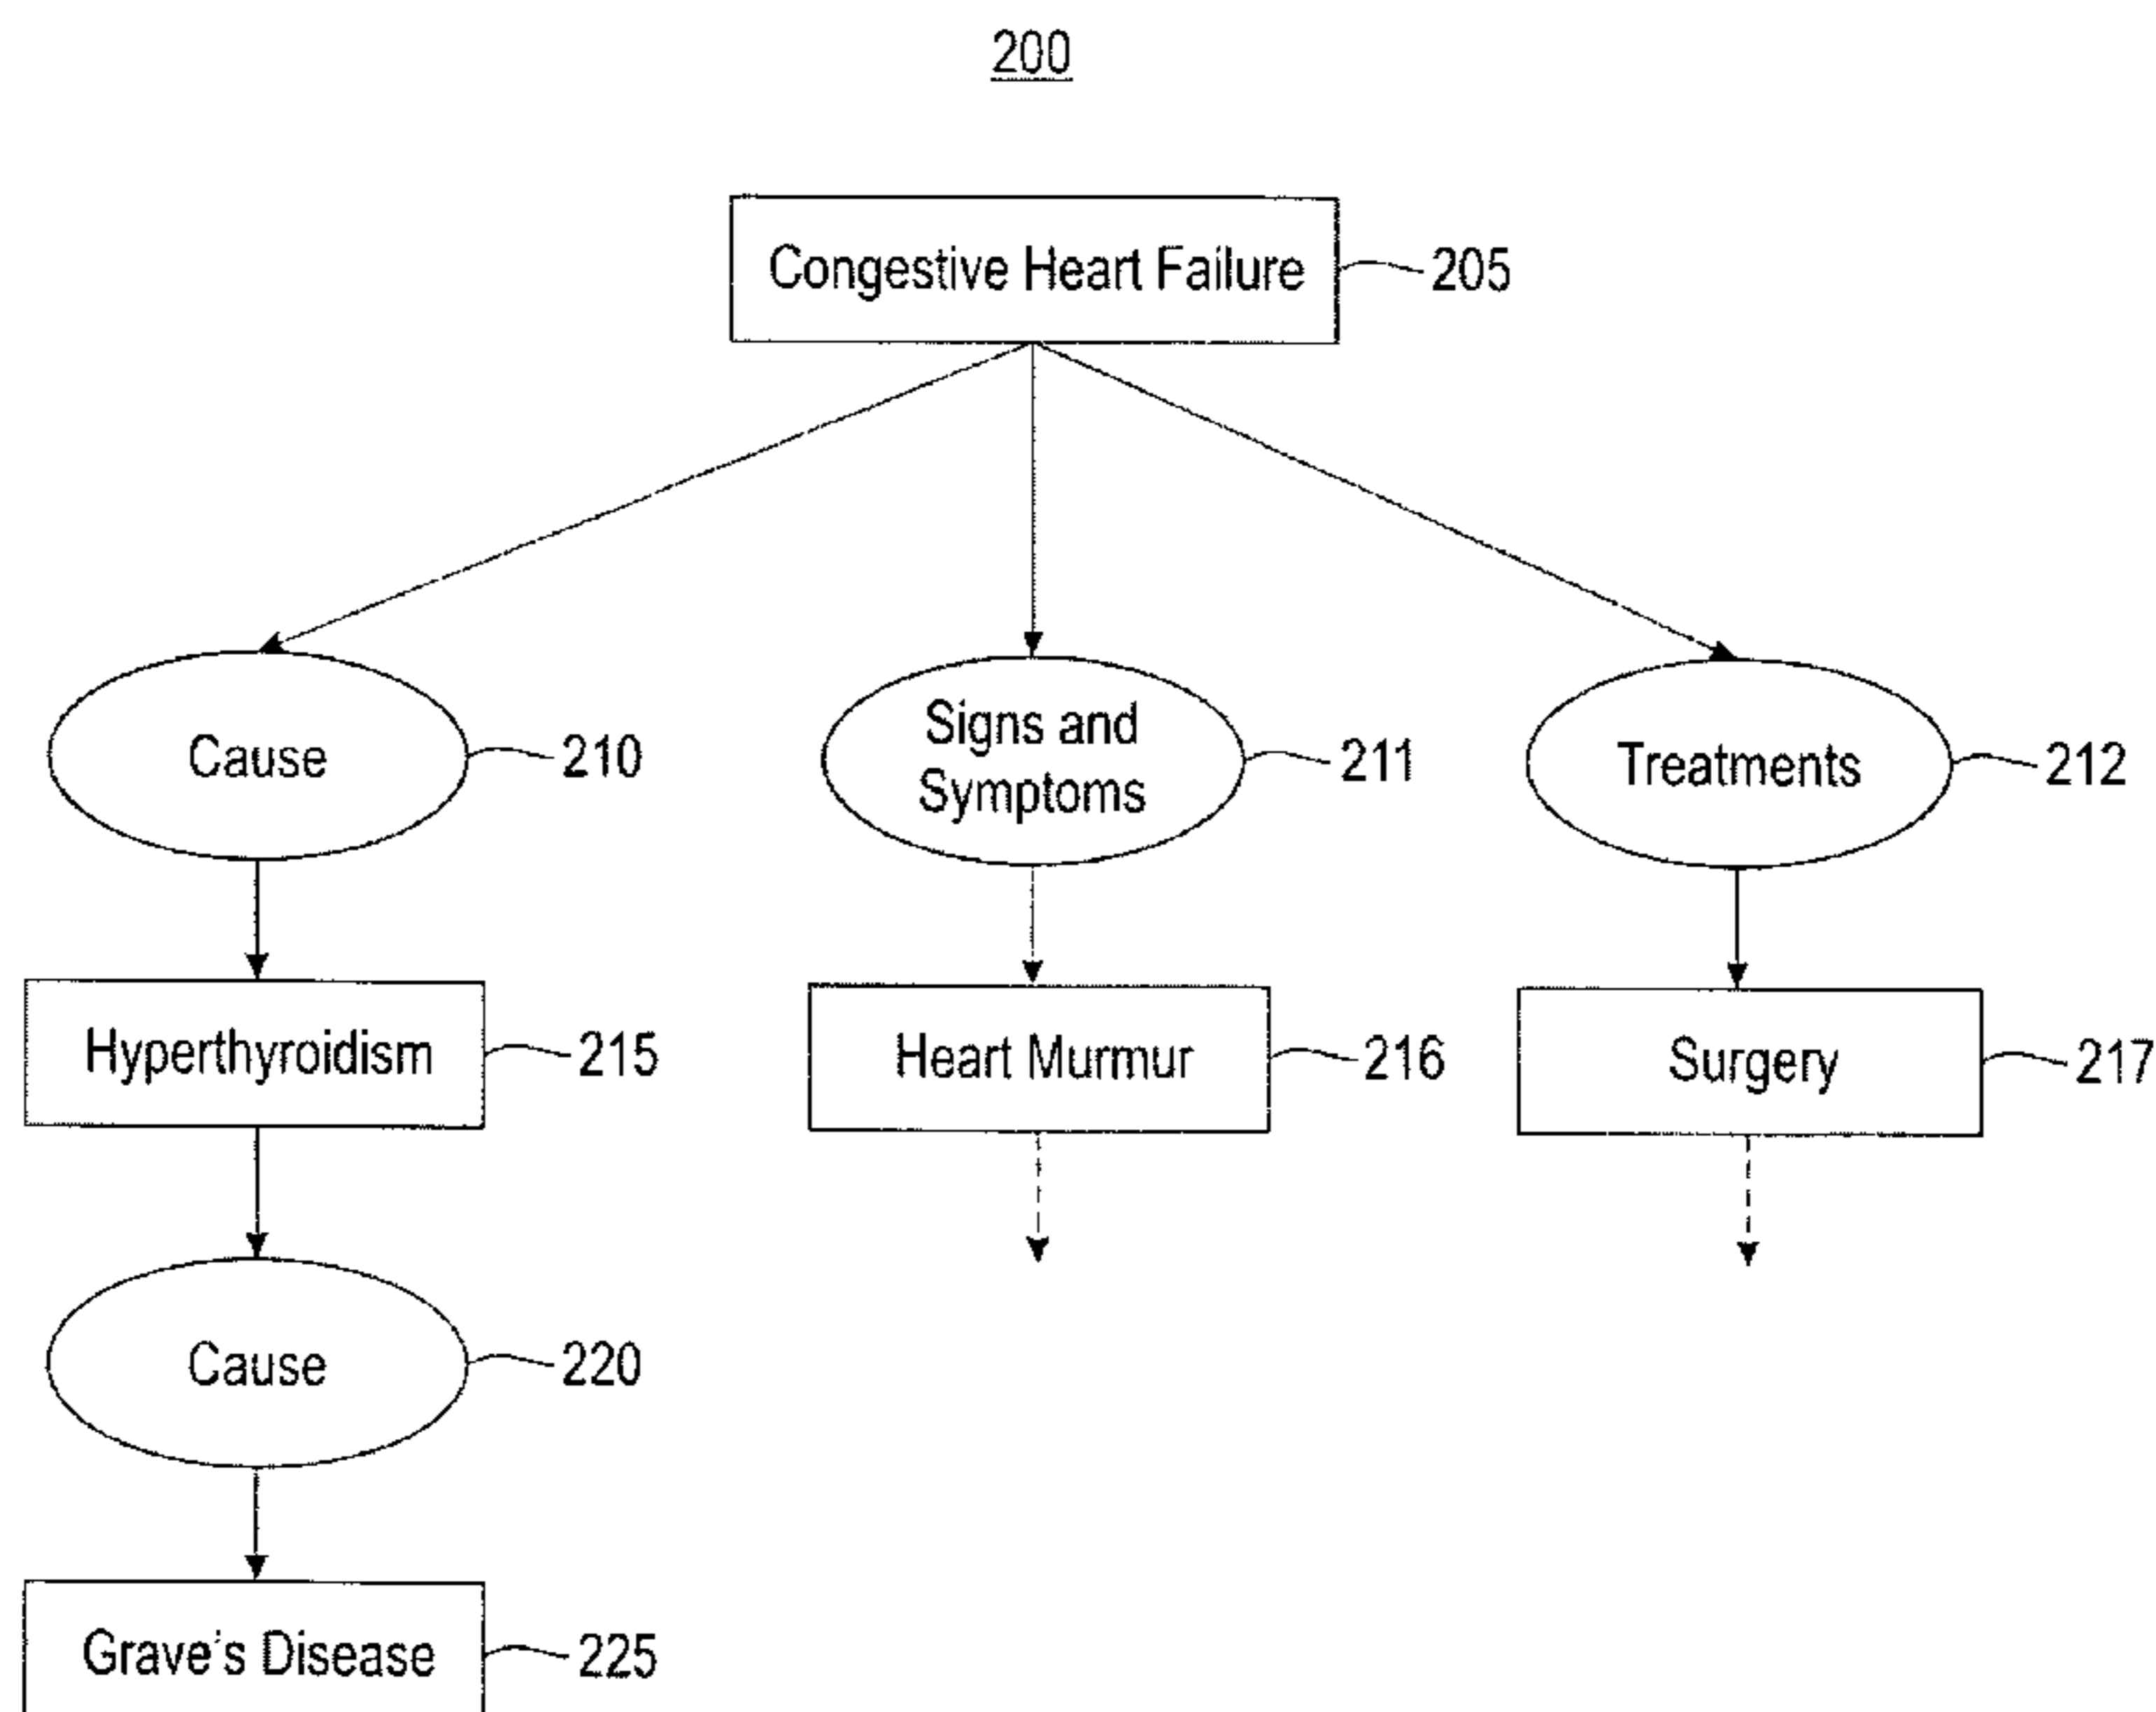 200
Congestive Heart Failure 205
Cause 210
Signs and
Symptoms 211
Treatments 212
Hyperthyroidism 215
Heart Murmur 216
Surgery 217
Cause 220
Grave's Disease 225